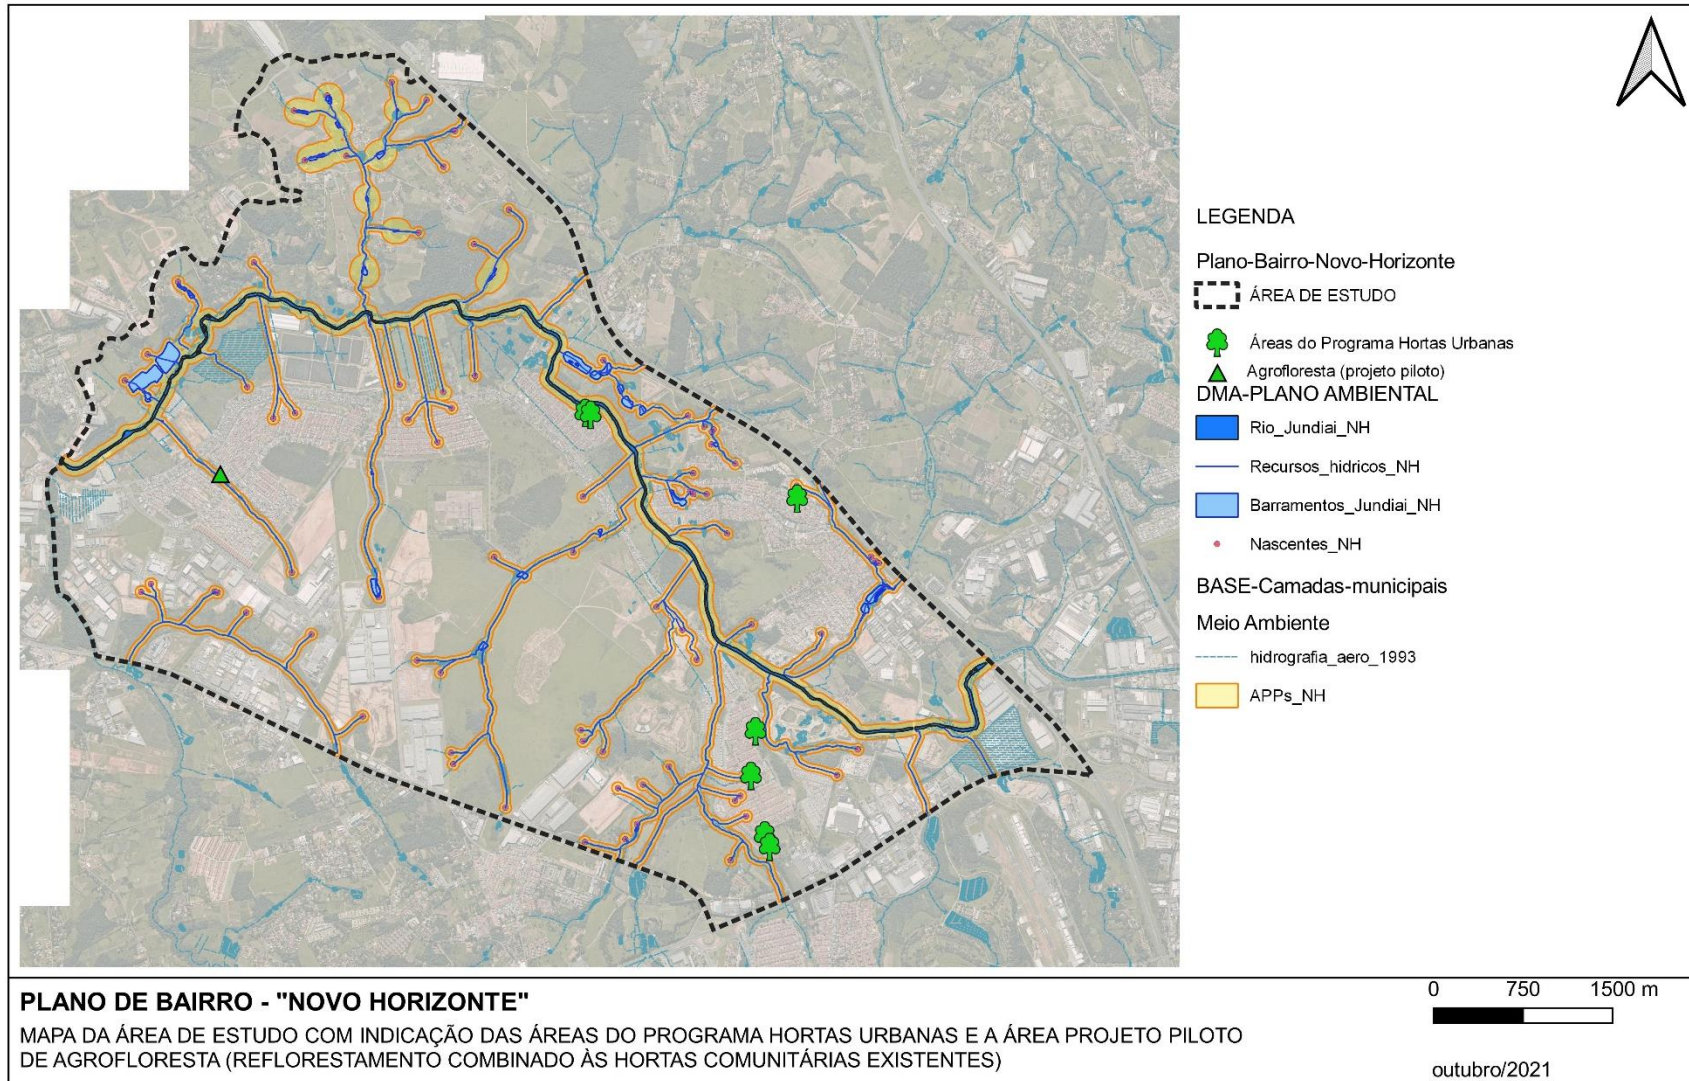 LEGENDA
Plano-Bairro-Novo-Horizonte
ÁREA DE ESTUDO
Áreas do Programa Hortas Urbanas
Agrofloresta (projeto piloto)
DMA-PLANO AMBIENTAL
Rio_Jundiai_NH
Recursos_hidricos_NH
Barramentos_Jundiai_NH
Nascentes_NH
BASE-Camadas-municipais
Meio Ambiente
hidrografia_aero_1993
APPs_NH
PLANO DE BAIRRO - "NOVO HORIZONTE"
MAPA DA ÁREA DE ESTUDO COM INDICAÇÃO DAS ÁREAS DO PROGRAMA HORTAS URBANAS E A ÁREA PROJETO PILOTO
DE AGROFLORESTA (REFLORESTAMENTO COMBINADO ÀS HORTAS COMUNITÁRIAS EXISTENTES)
0 750 1500 m
outubro/2021